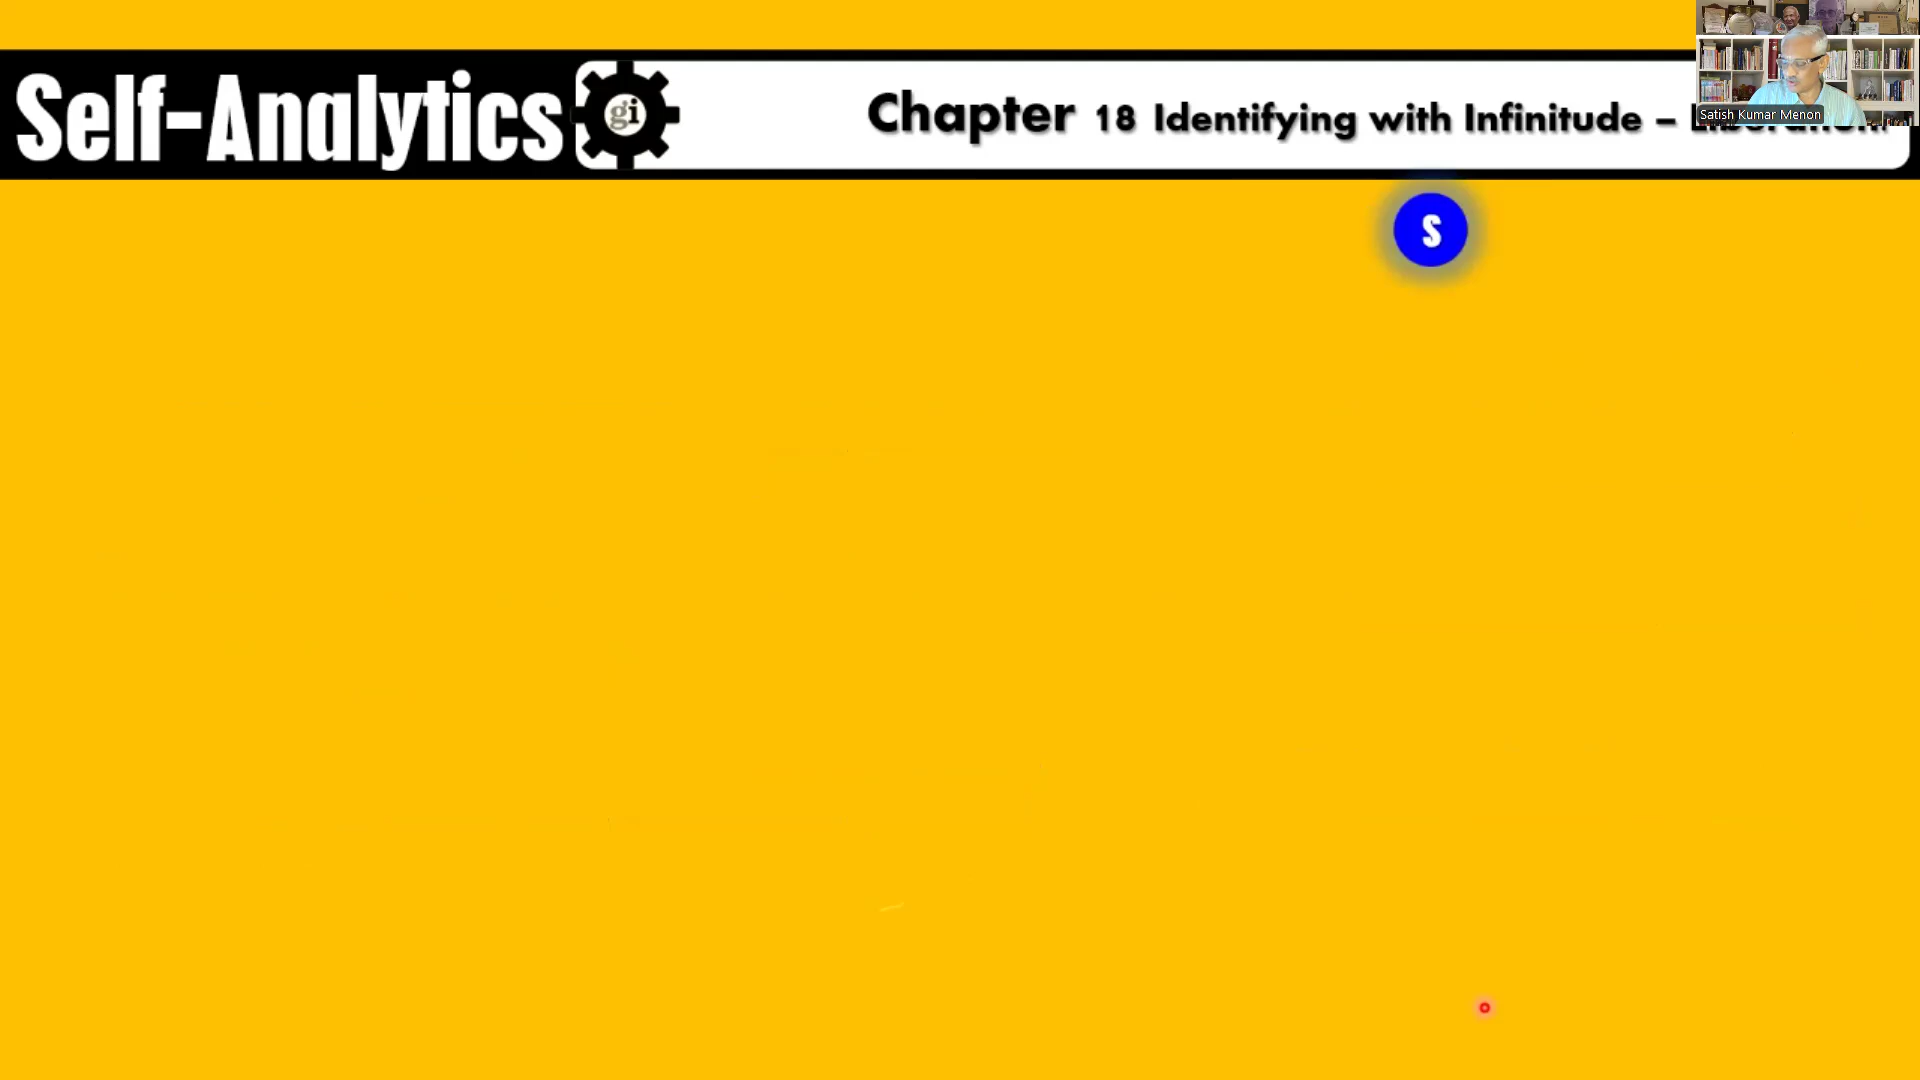 Self-Analytics gi Chapter 18 Identifying with Infinitude –
Satish Kumar Menon
S